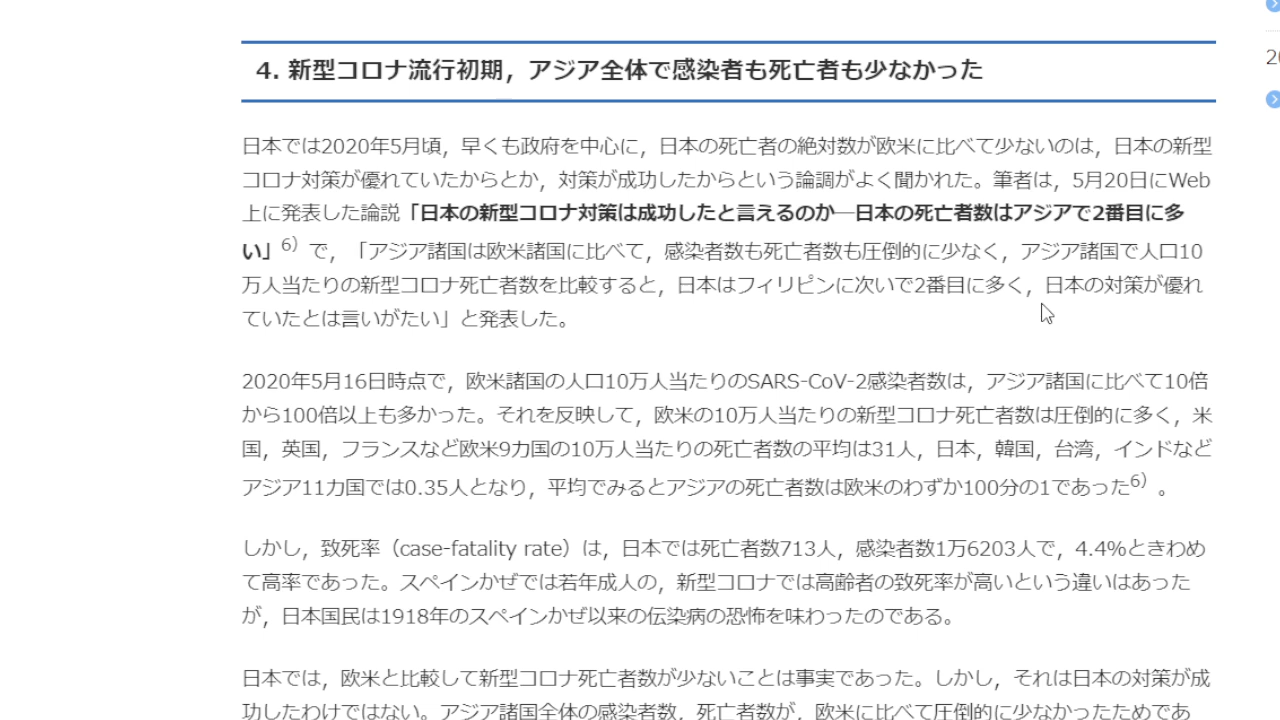 4. 新型コロナ流行初期，アジア全体で感染者も死亡者も少なかった
日本では2020年5月頃，早くも政府を中心に，日本の死亡者の絶対数が欧米に比べて少ないのは，日本の新型
コロナ対策が優れていたからとか，対策が成功したからという論調がよく聞かれた。筆者は，5月20日にWeb
上に発表した論説「日本の新型コロナ対策は成功したと言えるのか─日本の死亡者数はアジアで2番目に多
い」6）で，「アジア諸国は欧米諸国に比べて，感染者数も死亡者数も圧倒的に少なく，アジア諸国で人口10
万人当たりの新型コロナ死亡者数を比較すると，日本はフィリピンに次いで2番目に多く，日本の対策が優れ
ていたとは言いがたい」と発表した。
2020年5月16日時点で，欧米諸国の人口10万人当たりのSARS-CoV-2感染者数は，アジア諸国に比べて10倍
から100倍以上も多かった。それを反映して，欧米の10万人当たりの新型コロナ死亡者数は圧倒的に多く，米
国，英国，フランスなど欧米9カ国の10万人当たりの死亡者数の平均は31人，日本，韓国，台湾，インドなど
アジア11カ国では0.35人となり，平均でみるとアジアの死亡者数は欧米のわずか100分の1であった6）。
しかし，致死率（case-fatality rate）は，日本では死亡者数713人，感染者数1万6203人で，4.4%ときわめ
て高率であった。スペインかぜでは若年成人の，新型コロナでは高齢者の致死率が高いという違いはあった
が，日本国民は1918年のスペインかぜ以来の伝染病の恐怖を味わったのである。
日本では，欧米と比較して新型コロナ死亡者数が少ないことは事実であった。しかし，それは日本の対策が成
功したわけではない。アジア諸国全体の感染者数，死亡者数が，欧米に比べて圧倒的に少なかったためであ
20